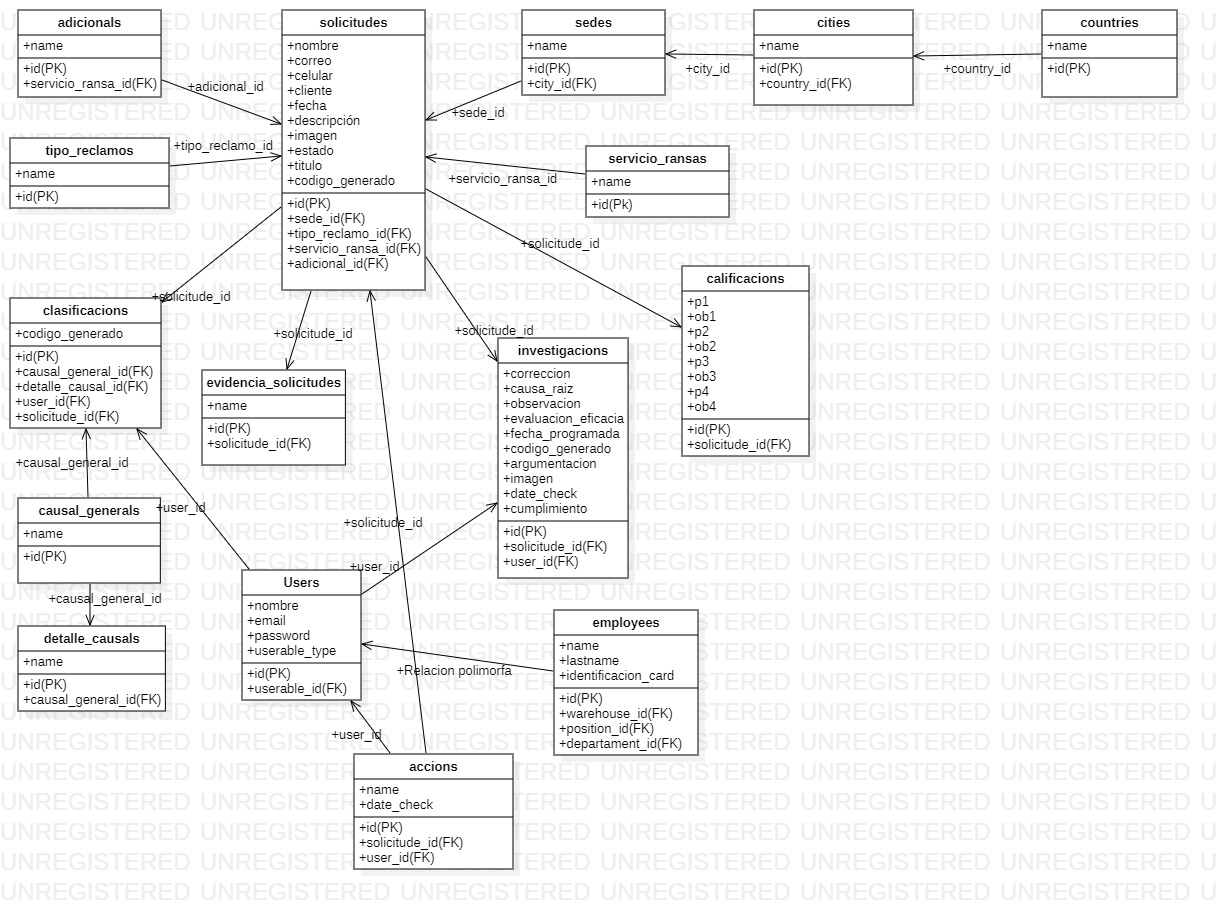 adicionals
+name
+id(PK)
+servicio_ransa_id(FK)
+adicional_id
solicitudes
+nombre
+correo
+celular
+cliente
+fecha
+descripción
+imagen
+estado
+titulo
+codigo_generado
+id(PK)
+sede_id(FK)
+tipo_reclamo_id(FK)
+servicio_ransa_id(FK)
+adicional_id(FK)
sedes
+name
+id(PK)
+city_id(FK)
+sede_id
+city_id
cities
+name
+id(PK)
+country_id(FK)
+country_id
countries
+name
+id(PK)
tipo_reclamos
+name
+id(PK)
+tipo_reclamo_id
servicio_ransas
+name
+id(Pk)
+servicio_ransa_id
+solicitude_id
calificacions
+p1
+ob1
+p2
+ob2
+p3
+ob3
+p4
+ob4
+id(PK)
+solicitude_id(FK)
+solicitude_id
clasificacions
+codigo_generado
+id(PK)
+causal_general_id(FK)
+detalle_causal_id(FK)
+user_id(FK)
+solicitude_id(FK)
+solicitude_id
evidencia_solicitudes
+name
+id(PK)
+solicitude_id(FK)
+solicitude_id
investigacions
+correccion
+causa_raiz
+observacion
+evaluacion_eficacia
+fecha_programada
+codigo_generado
+argumentacion
+imagen
+date_check
+cumplimiento
+id(PK)
+solicitude_id(FK)
+user_id(FK)
+causal_general_id
causal_generals
+name
+id(PK)
+user_id
+solicitude_id
+user_id
+causal_general_id
detalle_causals
+name
+id(PK)
+causal_general_id(FK)
Users
+nombre
+email
+password
+userable_type
+id(PK)
+userable_id(FK)
+Relacion polimorfa
employees
+name
+lastname
+identificacion_card
+id(PK)
+warehouse_id(FK)
+position_id(FK)
+departament_id(FK)
+user_id
accions
+name
+date_check
+id(PK)
+solicitude_id(FK)
+user_id(FK)
UNREGISTERED